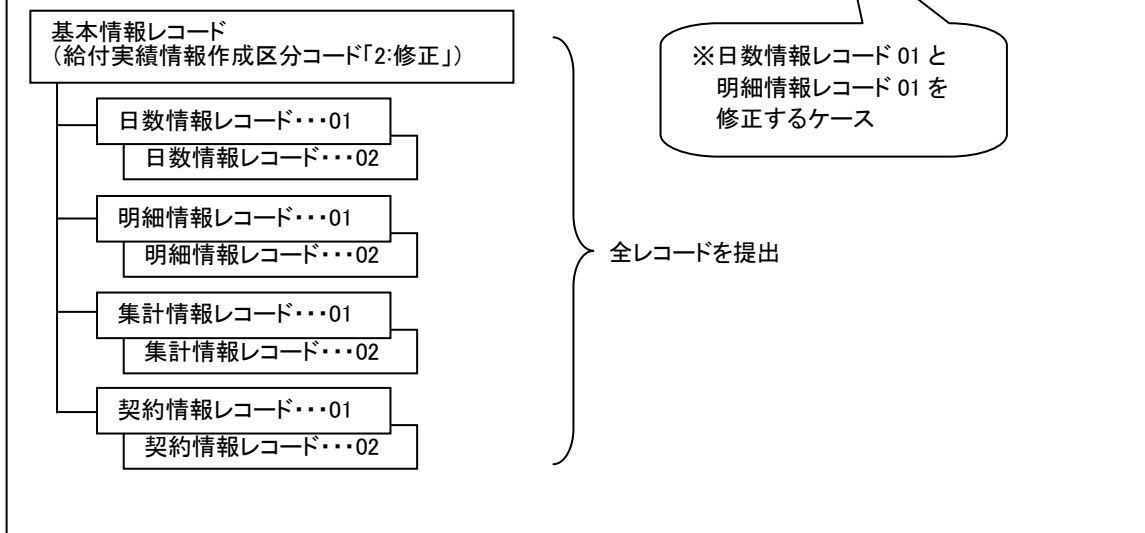 基本情報レコード
（給付実績情報作成区分コード「2:修正」）
日数情報レコード・・・01
日数情報レコード・・・02
明細情報レコード・・・01
明細情報レコード・・・02
集計情報レコード・・・01
集計情報レコード・・・02
契約情報レコード・・・01
契約情報レコード・・・02
全レコードを提出
※日数情報レコード 01 と
明細情報レコード 01 を
修正するケース